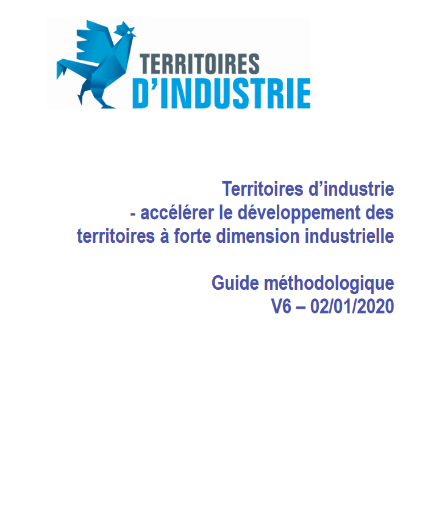 TERRITOIRES
D'INDUSTRIE
Territoires d’industrie
- accélérer le développement des
territoires à forte dimension industrielle
Guide méthodologique
V6 – 02/01/2020